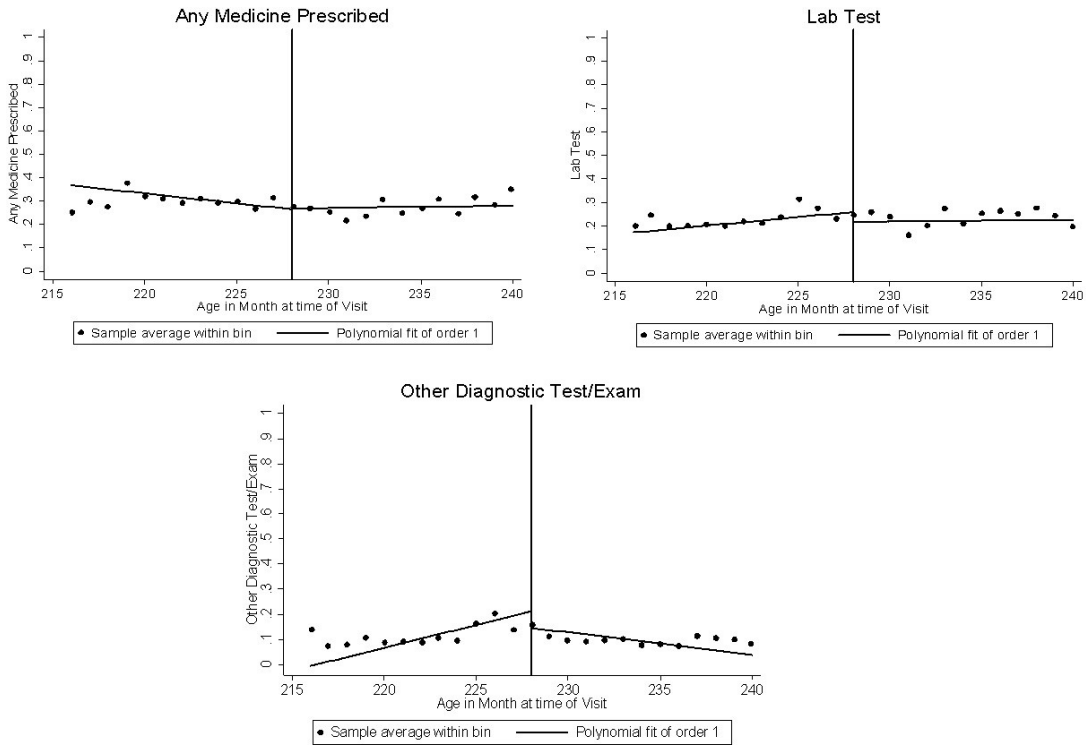 Any Medicine Prescribed
Any Medicine Prescribed
0 .1 .2 .3 .4 .5 .6 .7 .8 .9 1
215 220 225 230 235 240
Age in Month at time of Visit
Sample average within bin Polynomial fit of order 1
Lab Test
Lab Test
0 .1 .2 .3 .4 .5 .6 .7 .8 .9 1
215 220 225 230 235 240
Age in Month at time of Visit
Sample average within bin Polynomial fit of order 1
Other Diagnostic Test/Exam
Other Diagnostic Test/Exam
0 .1 .2 .3 .4 .5 .6 .7 .8 .9 1
215 220 225 230 235 240
Age in Month at time of Visit
Sample average within bin Polynomial fit of order 1